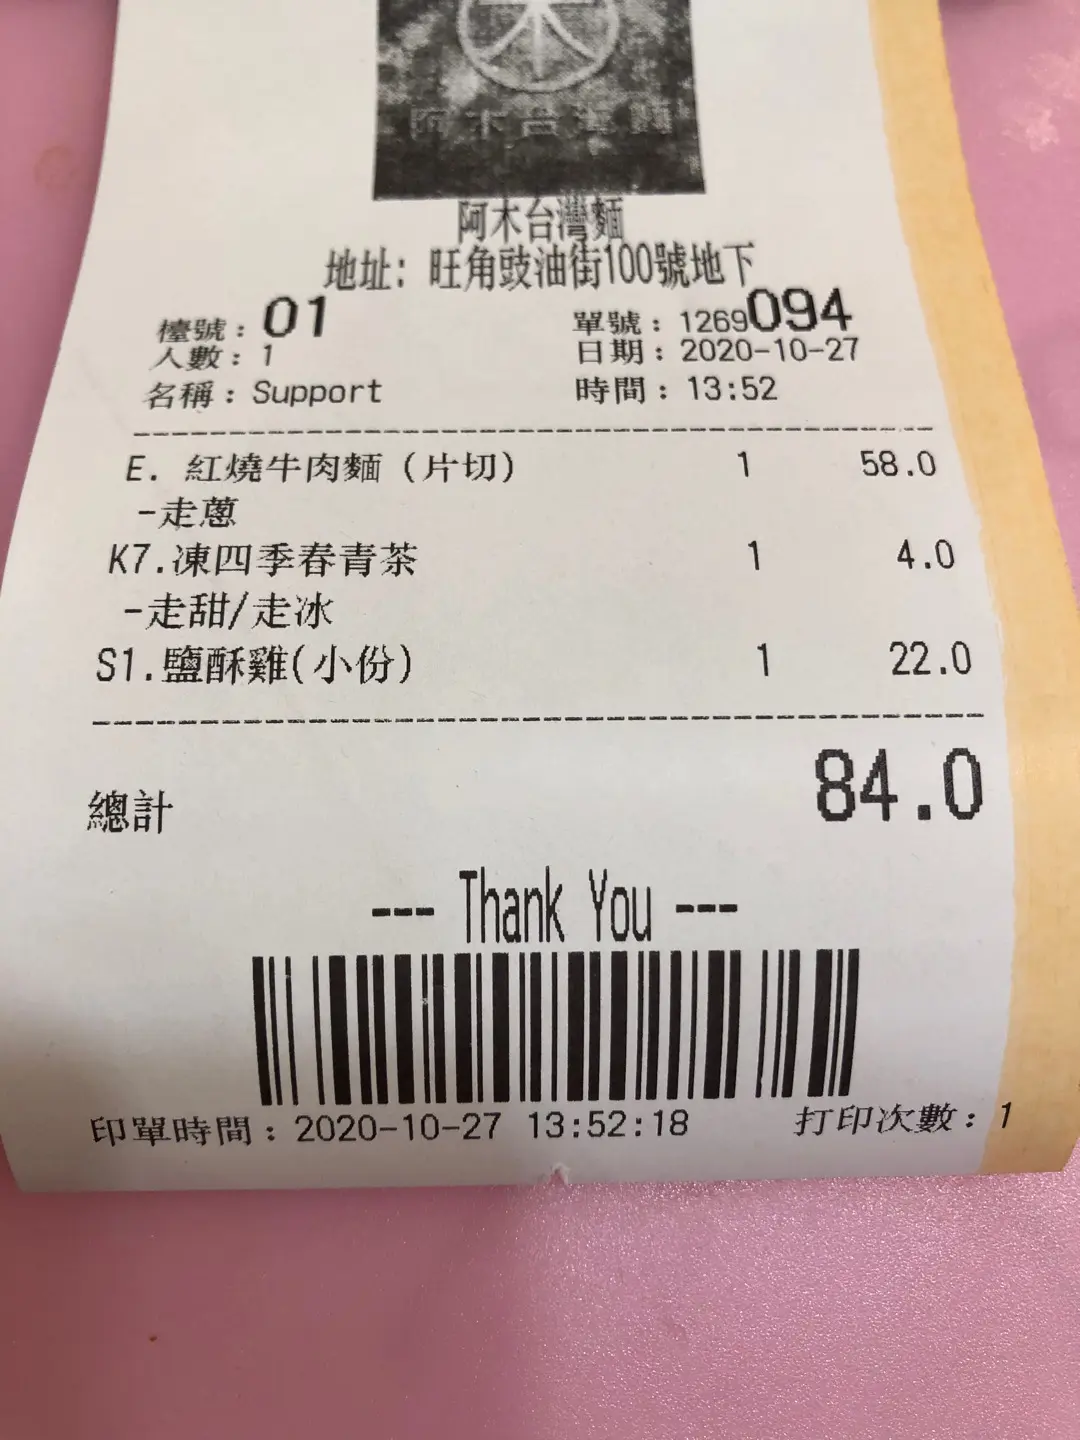 阿木台灣麵
阿木台灣麵
地址: 旺角豉油街100號地下
檯號: 01 單號: 1269094
人數: 1 日期: 2020-10-27
名稱: Support 時間: 13:52
E. 紅燒牛肉麵 (片切) 1 58.0
-走蔥
K7.凍四季春青茶 1 4.0
-走甜/走冰
S1.鹽酥雞(小份) 1 22.0
總計 84.0
--- Thank You ---
印單時間: 2020-10-27 13:52:18 打印次數: 1